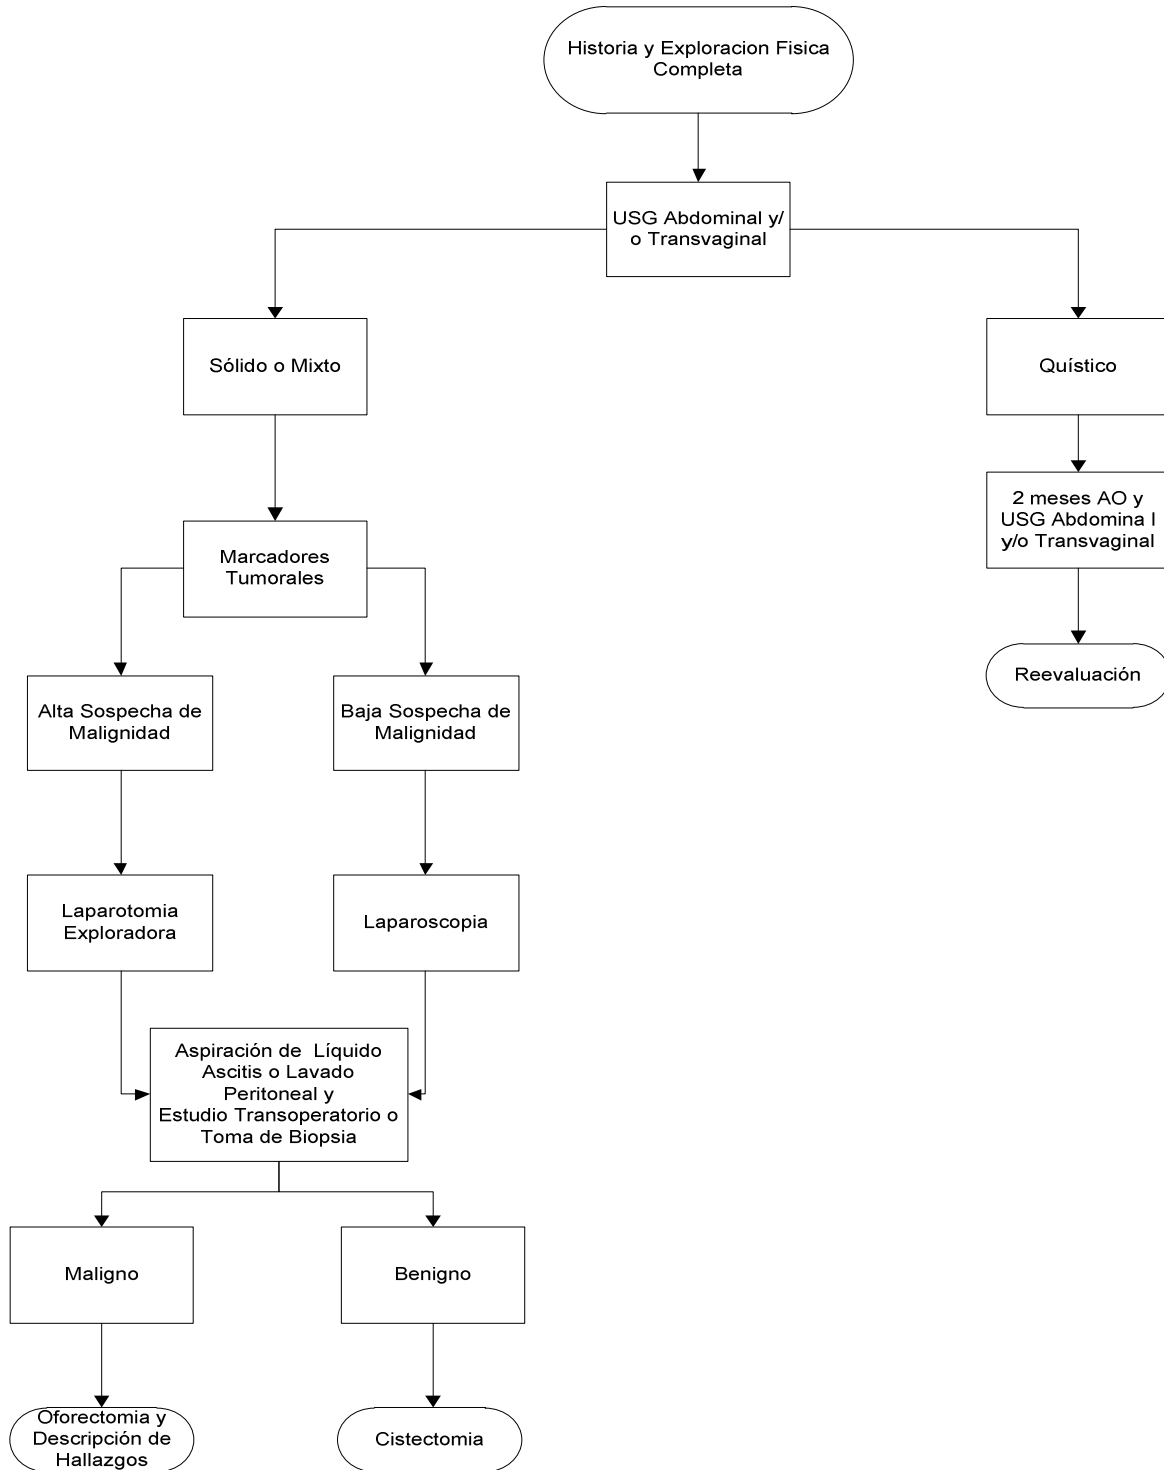 Historia y Exploracion Fisica
Completa
USG Abdominal y/
o Transvaginal
Sólido o Mixto
Quístico
Marcadores
Tumorales
2 meses AO y
USG Abdomina l
y/o Transvaginal
Reevaluación
Alta Sospecha de
Malignidad
Baja Sospecha de
Malignidad
Laparotomia
Exploradora
Laparoscopia
Aspiración de Líquido
Ascitis o Lavado
Peritoneal y
Estudio Transoperatorio o
Toma de Biopsia
Maligno
Benigno
Oforectomia y
Descripción de
Hallazgos
Cistectomia